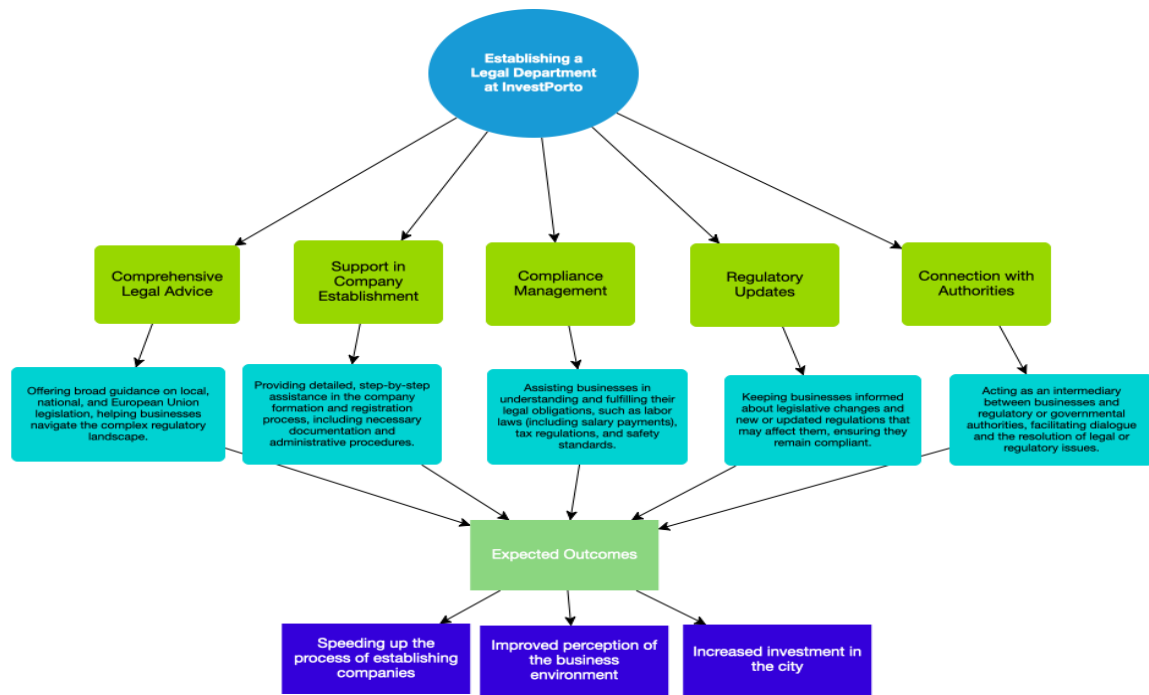 Establishing a
Legal Department
at InvestPorto
Comprehensive
Legal Advice
Support in
Company
Establishment
Compliance
Management
Regulatory
Updates
Connection with
Authorities
Offering broad guidance on local,
national, and European Union
legislation, helping businesses
navigate the complex regulatory
landscape.
Providing detailed, step-by-step
assistance in the company
formation and registration
process, including necessary
documentation and
administrative procedures.
Assisting businesses in
understanding and fulfilling their
legal obligations, such as labor
laws (including salary payments),
tax regulations, and safety
standards.
Keeping businesses informed
about legislative changes and
new or updated regulations that
may affect them, ensuring they
remain compliant.
Acting as an intermediary
between businesses and
regulatory or governmental
authorities, facilitating dialogue
and the resolution of legal or
regulatory issues.
Expected Outcomes
Speeding up the
process of establishing
companies
Improved perception of
the business
environment
Increased investment in
the city